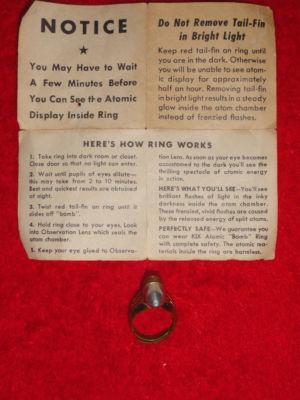 NOTICE
★
You May Have to Wait
A Few Minutes Before
You Can See the Atomic
Display Inside Ring
Do Not Remove Tail-Fin
in Bright Light
Keep red tail-fin on ring until
you are in the dark. Otherwise
you will be unable to see atom-
ic display for approximately
half an hour. Removing tail-fin
in bright light results in a steady
glow inside the atom chamber
instead of frenzied flashes.
HERE'S HOW RING WORKS
1. Take ring into dark room or closet.
Close door so that no light can enter.
2. Wait until pupils of eyes dilate—
this may take from 2 to 10 minutes.
Best and quickest results are obtained
at night.
3. Twist red tail-fin on ring until it
slides off "bomb".
4. Hold ring close to your eyes. Look
into Observation Lens which seals the
atom chamber.
5. Keep your eye glued to Observa-
tion Lens. As soon as your eye becomes
accustomed to the dark you'll see the
thrilling spectacle of atomic energy
in action.
HERE'S WHAT YOU'LL SEE—You'll see
brilliant flashes of light in the inky
darkness inside the atom chamber.
These frenzied, vivid flashes are caused
by the released energy of split atoms.
PERFECTLY SAFE—We guarantee you
can wear KIX Atomic "Bomb" Ring
with complete safety. The atomic ma-
terials inside the ring are harmless.